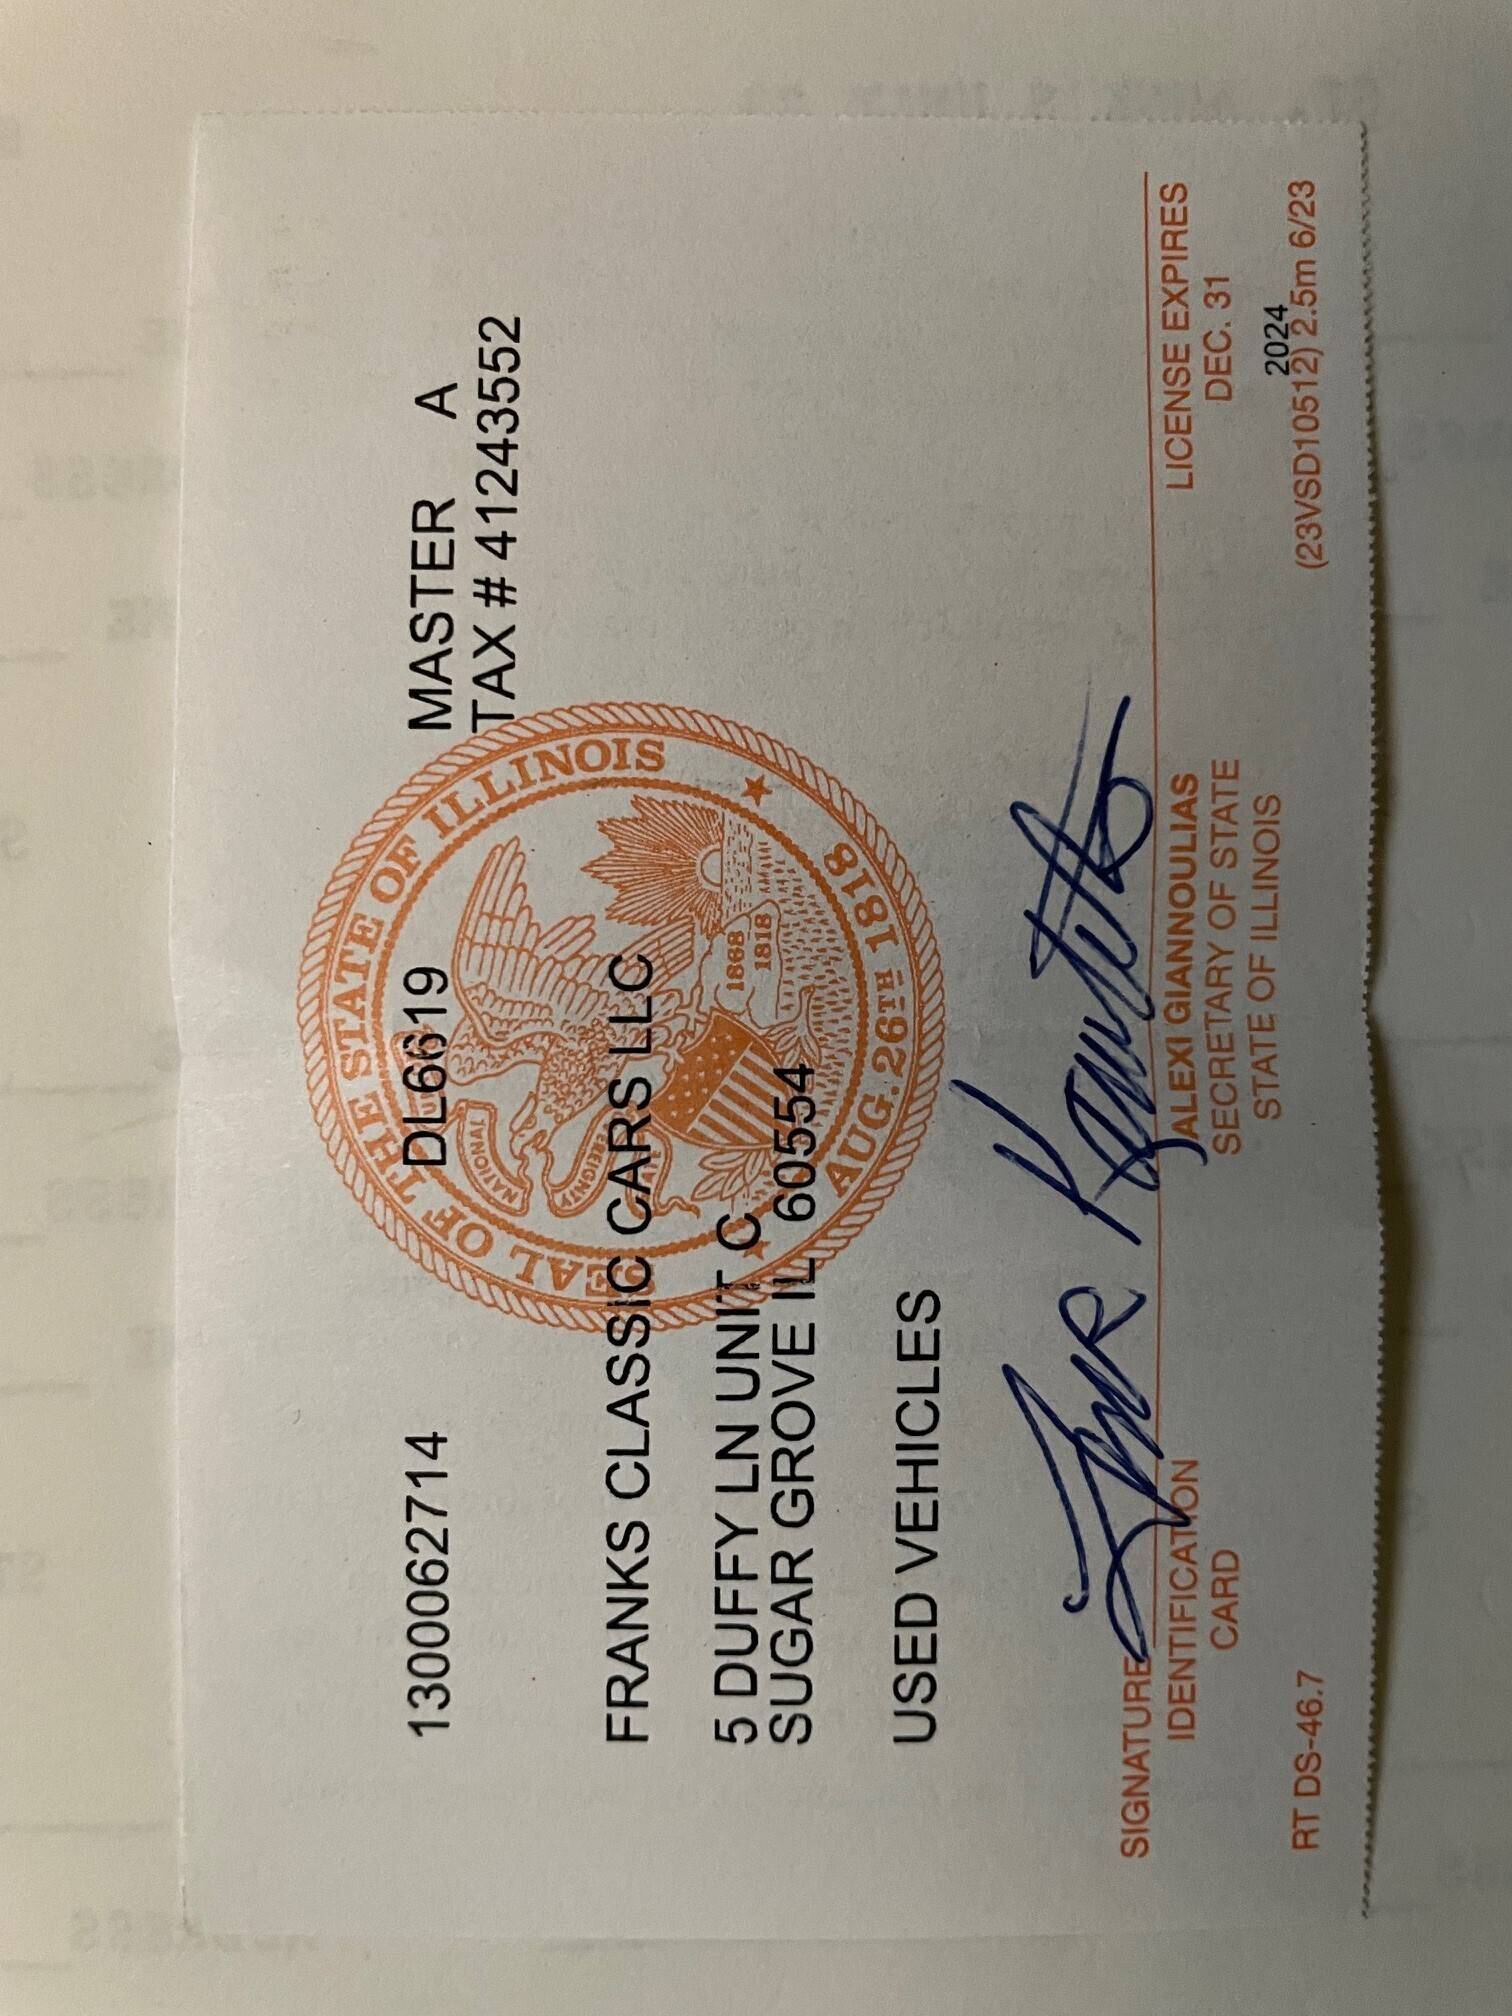 1300062714 DL6619 MASTER A
TAX # 41243552
FRANKS CLASSIC CARS LLC
5 DUFFY LN UNIT C
SUGAR GROVE IL 60554
USED VEHICLES
SEAL OF THE STATE OF ILLINOIS
AUG. 26TH 1818
NATIONAL
1868
1818
SIGNATURE
IDENTIFICATION
CARD
ALEXI GIANNOULIAS
SECRETARY OF STATE
STATE OF ILLINOIS
LICENSE EXPIRES
DEC. 31
2024
RT DS-46.7
(23VSD10512) 2.5m 6/23